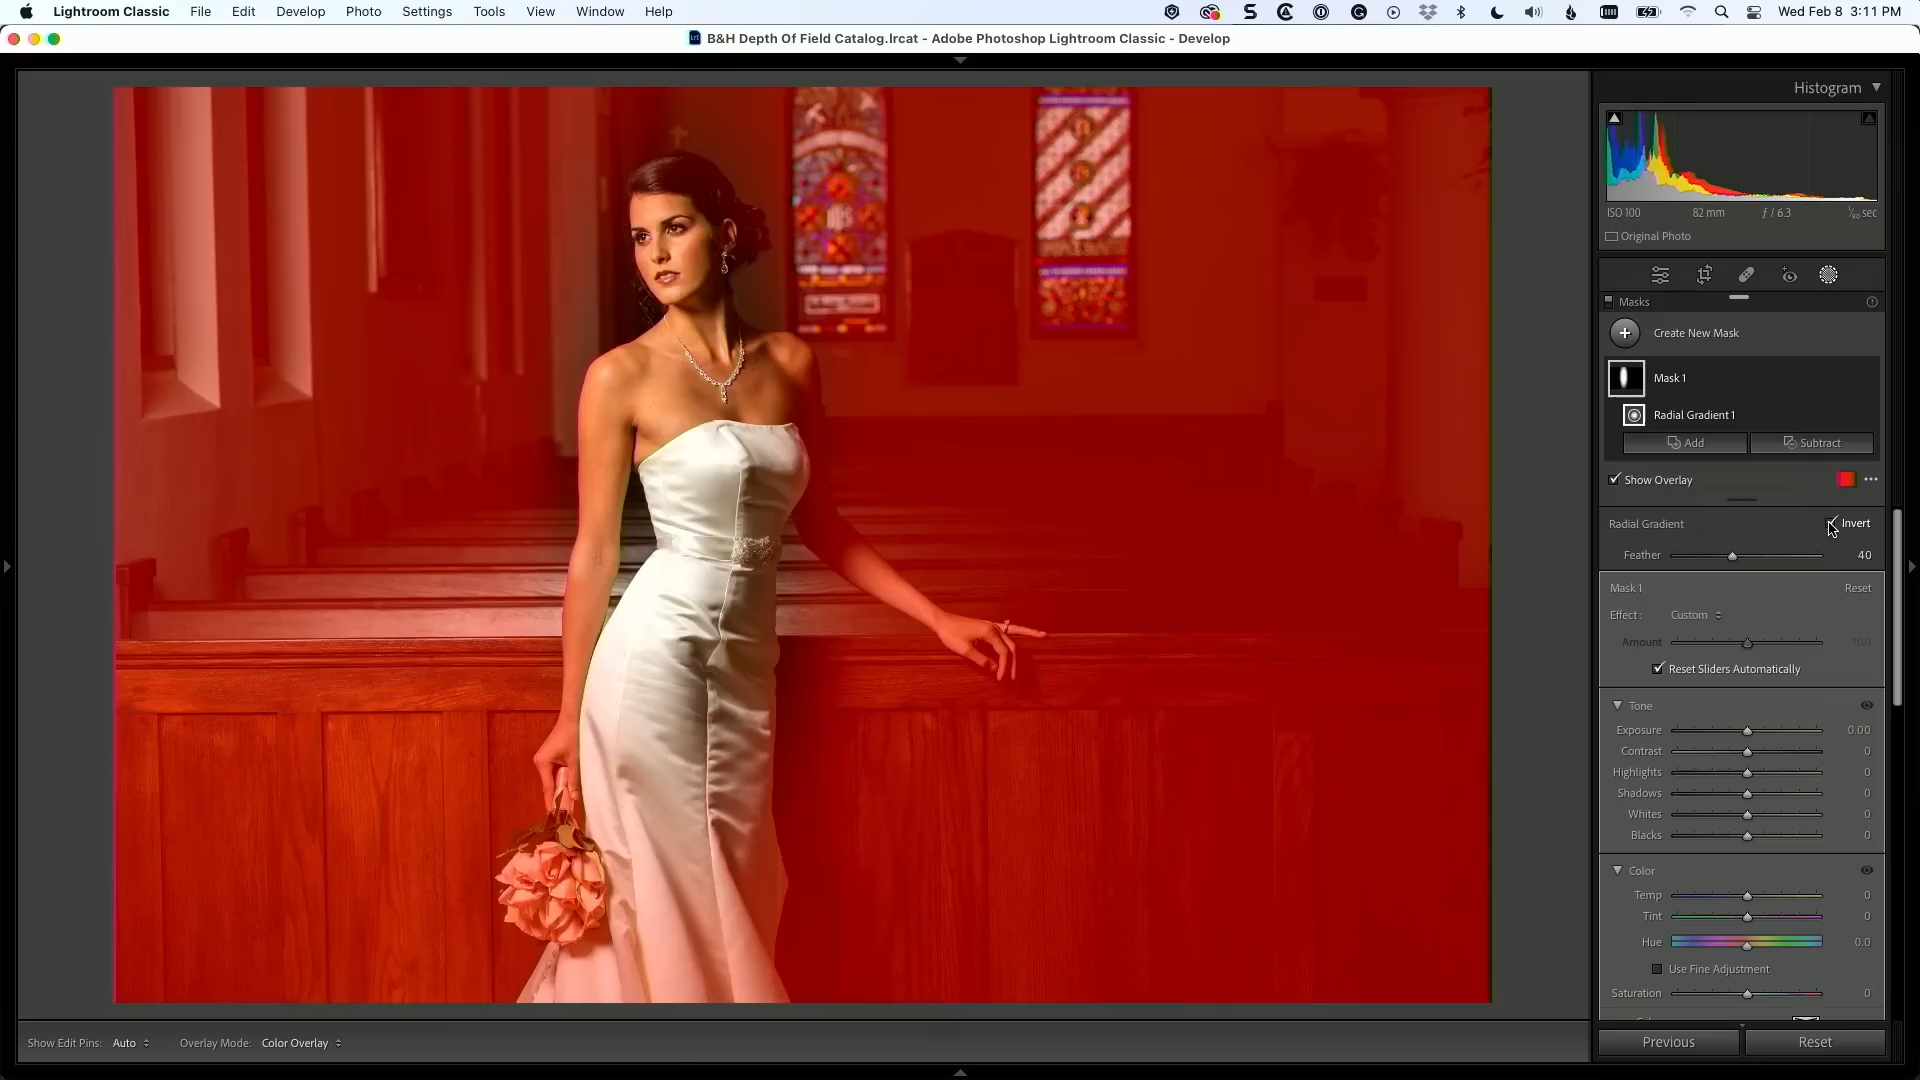 Lightroom Classic File Edit Develop Photo Settings Tools View Window Help Wed Feb 8 3:11 PM
B&H Depth Of Field Catalog.lrcat - Adobe Photoshop Lightroom Classic - Develop
Histogram
ISO 100 82 mm ƒ / 6.3 1/80 sec
Original Photo
Masks
Create New Mask
Mask 1
Radial Gradient 1
Add Subtract
Show Overlay
Radial Gradient Invert
Feather 40
Mask 1 Reset
Effect : Custom
Amount 100
Reset Sliders Automatically
Tone
Exposure 0.00
Contrast 0
Highlights 0
Shadows 0
Whites 0
Blacks 0
Color
Temp 0
Tint 0
Hue 0.0
Use Fine Adjustment
Saturation 0
Show Edit Pins: Auto Overlay Mode: Color Overlay
Previous Reset
IHS